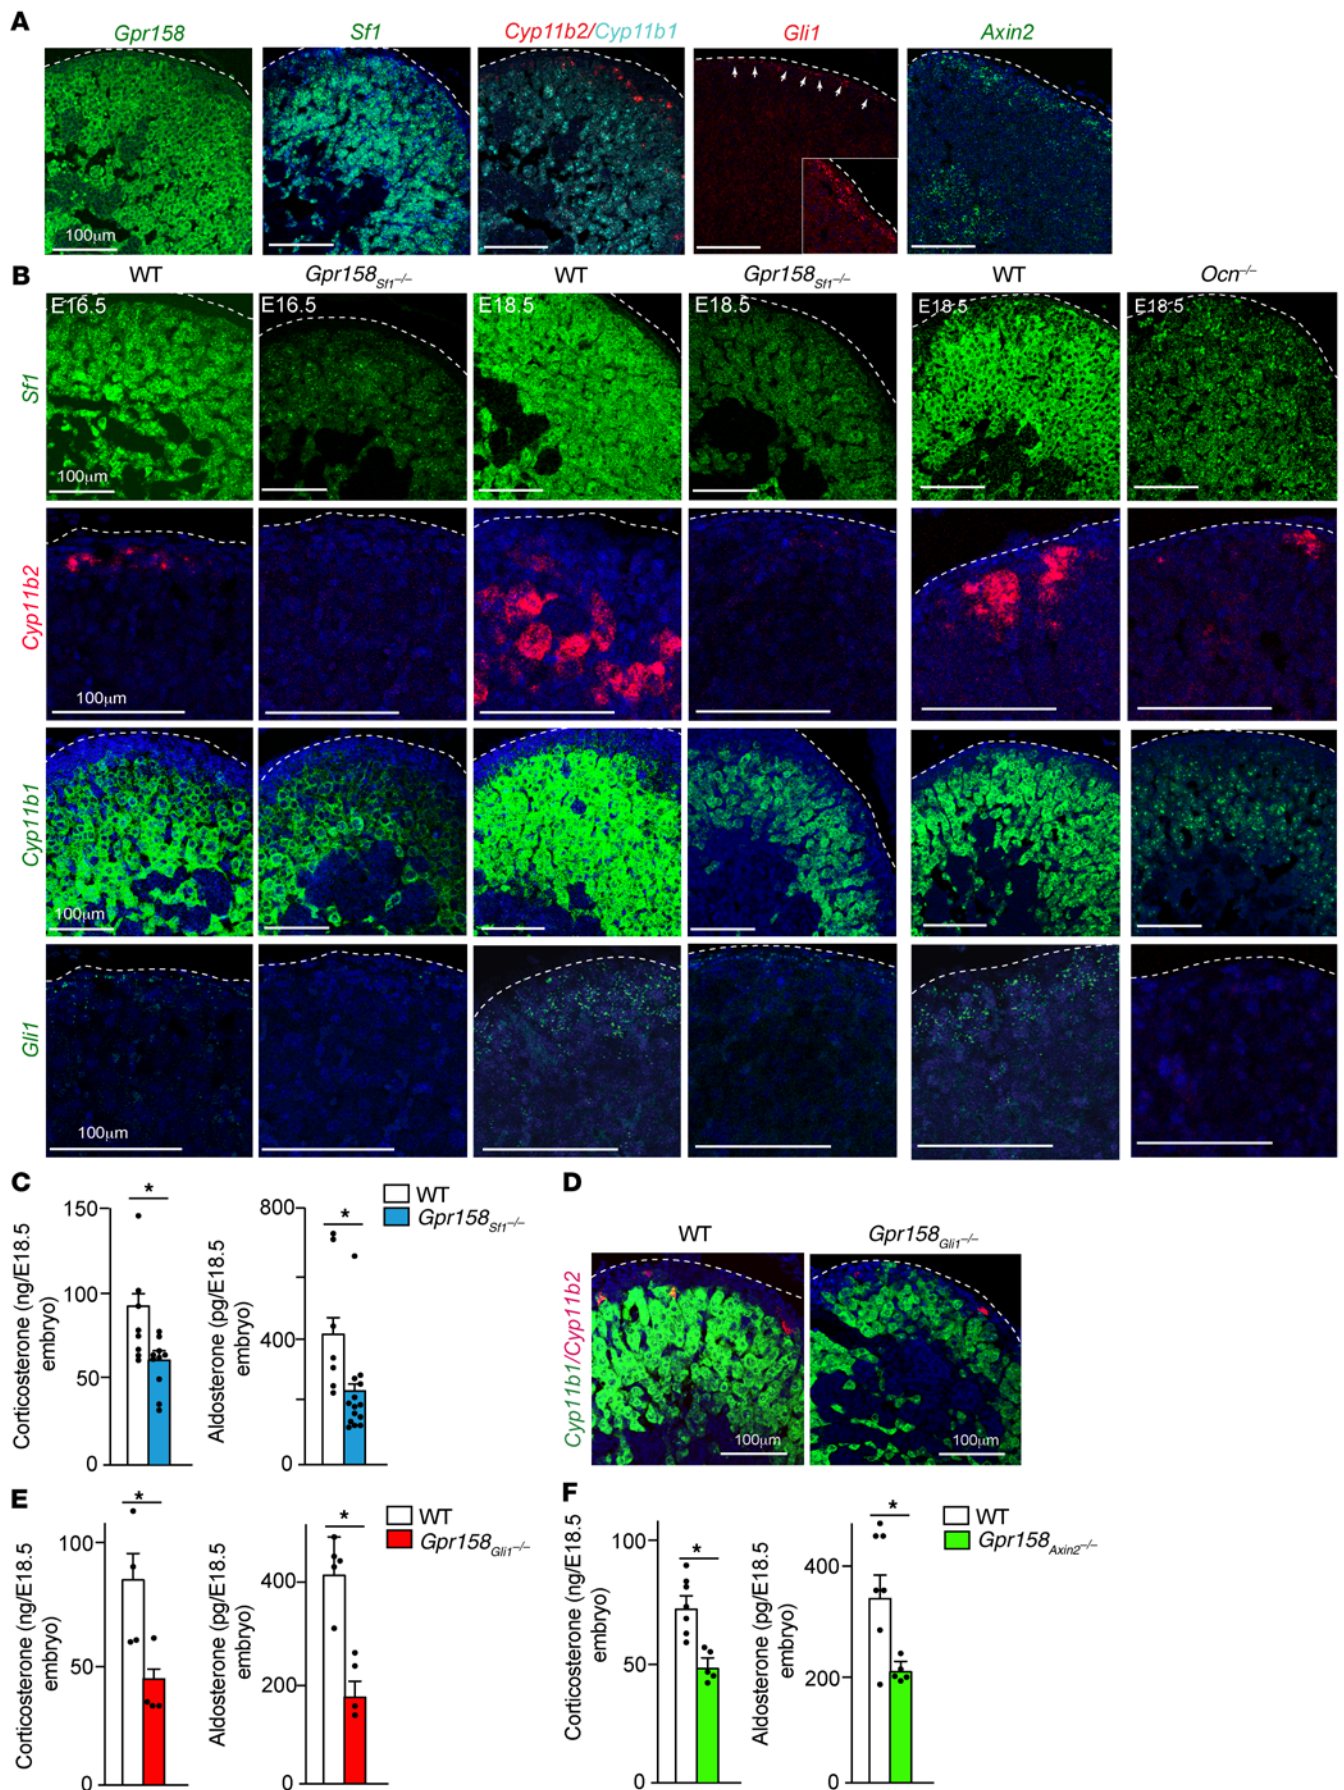 A
Gpr158
Sf1
Cyp11b2/Cyp11b1
Gli1
Axin2
100μm
B
WT
Gpr158Sf1–/–
WT
Gpr158Sf1–/–
WT
Ocn–/–
Sf1
E16.5
E16.5
E18.5
E18.5
E18.5
E18.5
100μm
Cyp11b2
100μm
Cyp11b1
100μm
Gli1
100μm
C
Corticosterone (ng/E18.5
embryo)
150
100
50
0
*
Aldosterone (pg/E18.5
embryo)
800
400
0
*
WT
Gpr158Sf1–/–
D
WT
Gpr158Gli1–/–
Cyp11b1/Cyp11b2
100μm
100μm
E
Corticosterone (ng/E18.5
embryo)
100
50
0
*
Aldosterone (pg/E18.5
embryo)
400
200
0
*
WT
Gpr158Gli1–/–
F
Corticosterone (ng/E18.5
embryo)
100
50
0
*
Aldosterone (pg/E18.5
embryo)
400
200
0
*
WT
Gpr158Axin2–/–